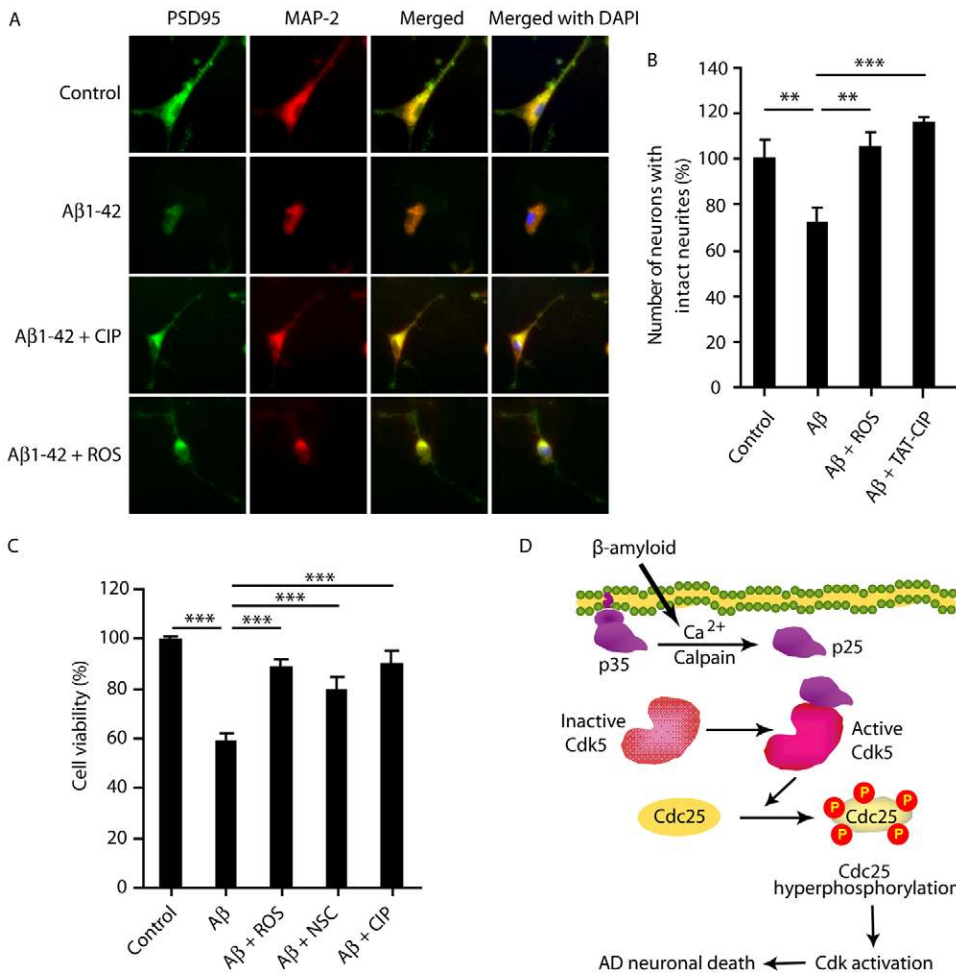 A
PSD95 MAP-2 Merged Merged with DAPI
Control
Aβ1-42
Aβ1-42 + CIP
Aβ1-42 + ROS
B
Number of neurons with
intact neurites (%)
140
120
100
80
60
40
20
0
** **
***
Control
Aβ
Aβ + ROS
Aβ + TAT-CIP
C
Cell viability (%)
120
100
80
60
40
20
0
***
***
*** ***
Control
Aβ
Aβ + ROS
Aβ + NSC
Aβ + CIP
D
β-amyloid
Ca2+
p35
Calpain
p25
Inactive
Cdk5
Active
Cdk5
Cdc25
P P P P P
Cdc25
Cdc25
hyperphosphorylation
AD neuronal death Cdk activation